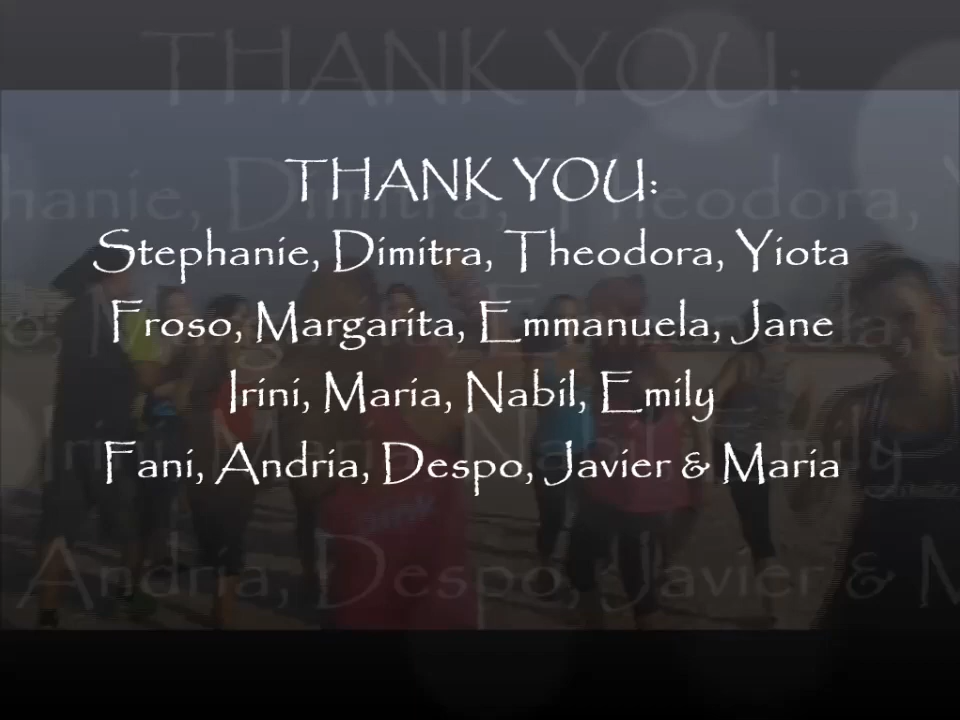 THANK YOU:
Stephanie, Dimitra, Theodora, Yiota
Froso, Margarita, Emmanuela, Jane
Irini, Maria, Nabil, Emily
Fani, Andria, Despo, Javier & Maria